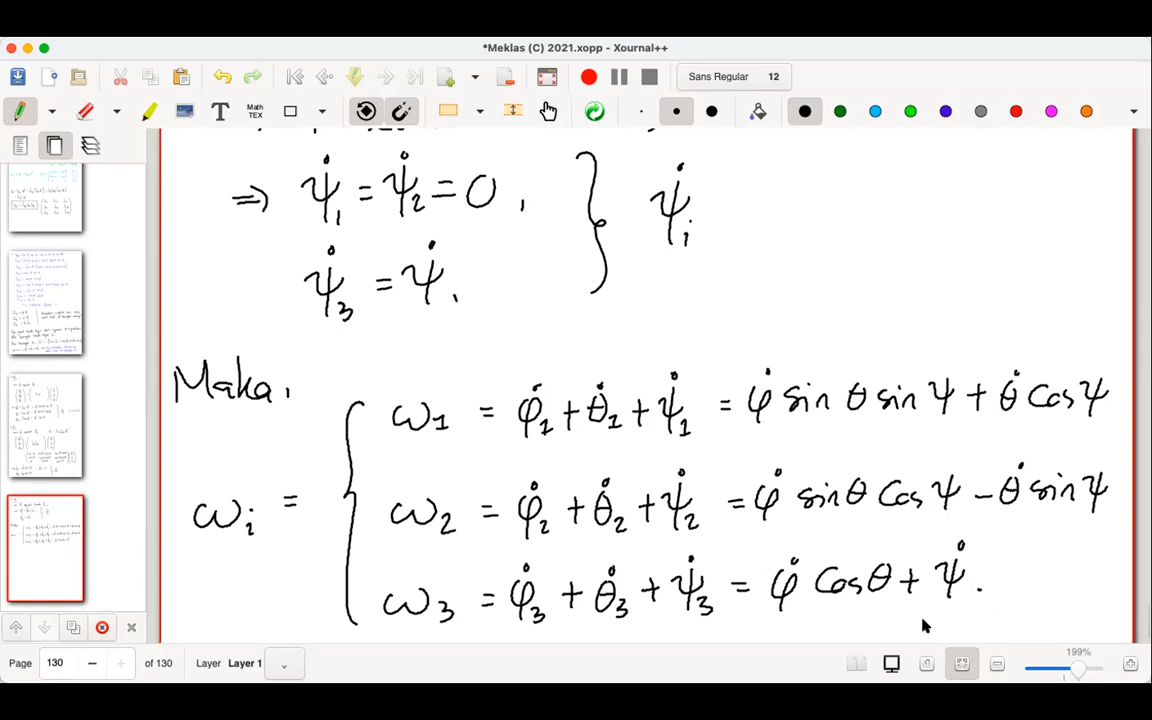 *Meklas (C) 2021.xopp - Xournal++
Sans Regular 12
T Math TEX
⇒ ψ̇₁ = ψ̇₂ = 0 , } ψ̇ᵢ
ψ̇₃ = ψ̇ .
Maka,
ω₁ = φ̇₁ + θ̇₁ + ψ̇₁ = φ̇ sin θ sin ψ + θ̇ Cos ψ
ωᵢ = { ω₂ = φ̇₂ + θ̇₂ + ψ̇₂ = φ̇ sin θ Cos ψ − θ̇ sin ψ
ω₃ = φ̇₃ + θ̇₃ + ψ̇₃ = φ̇ Cos θ + ψ̇ .
Page 130 of 130 Layer Layer 1 199%